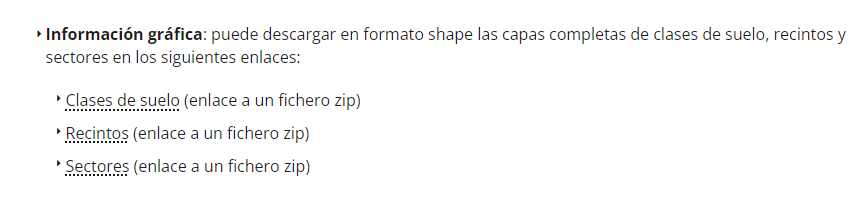 Información gráfica: puede descargar en formato shape las capas completas de clases de suelo, recintos y
sectores en los siguientes enlaces:
Clases de suelo (enlace a un fichero zip)
Recintos (enlace a un fichero zip)
Sectores (enlace a un fichero zip)